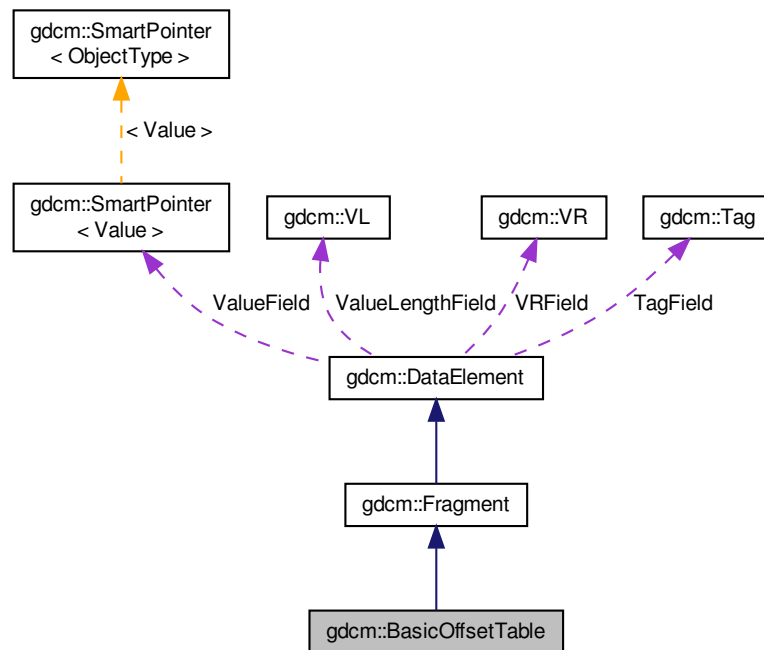 gdcm::SmartPointer
< ObjectType >
< Value >
gdcm::SmartPointer
< Value >
gdcm::VL
gdcm::VR
gdcm::Tag
ValueField
ValueLengthField
VRField
TagField
gdcm::DataElement
gdcm::Fragment
gdcm::BasicOffsetTable